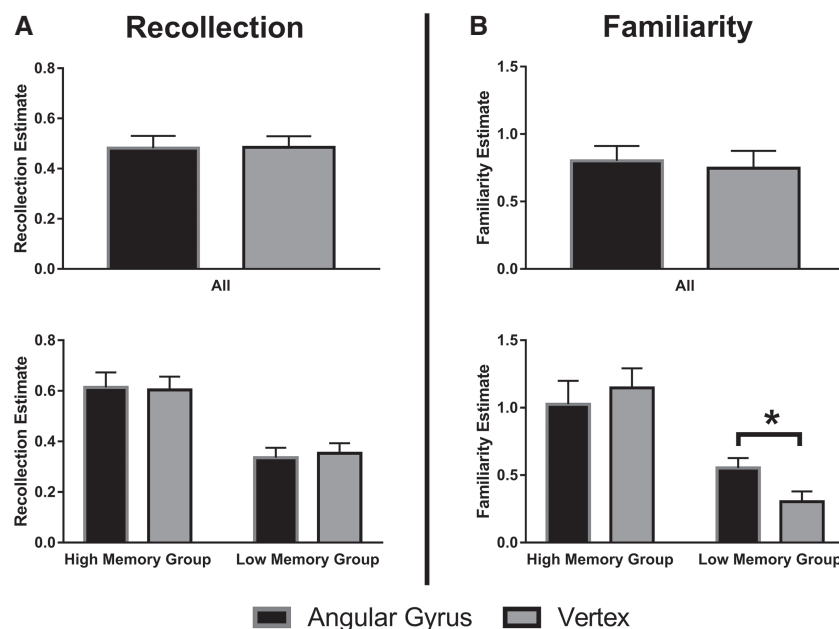 A Recollection
B Familiarity
Recollection Estimate
0.8
0.6
0.4
0.2
0.0
All
Familiarity Estimate
1.5
1.0
0.5
0.0
All
Recollection Estimate
0.8
0.6
0.4
0.2
0.0
High Memory Group Low Memory Group
Familiarity Estimate
1.5
1.0
0.5
0.0
*
High Memory Group Low Memory Group
Angular Gyrus Vertex